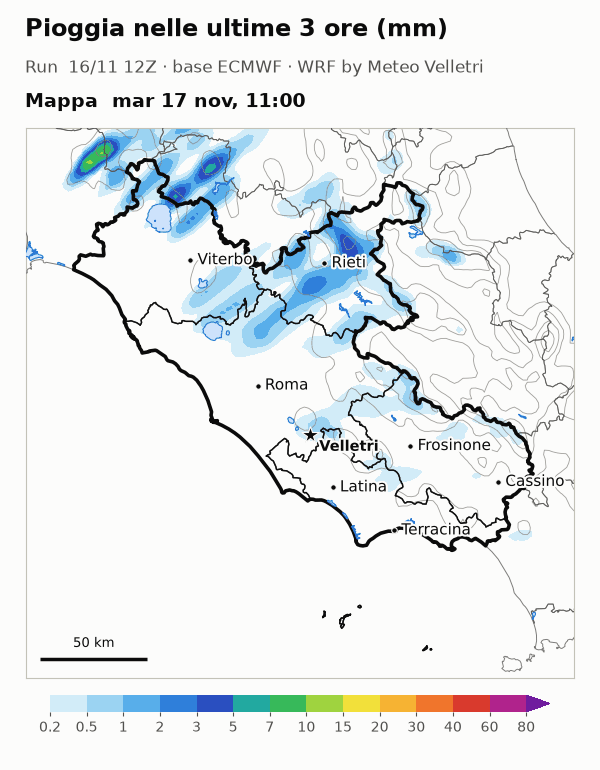 Pioggia nelle ultime 3 ore (mm)
Run  16/11 12Z · base ECMWF · WRF by Meteo Velletri
Mappa  mar 17 nov, 11:00
Viterbo
Rieti
Roma
Velletri
Frosinone
Latina
Cassino
Terracina
50 km
0.2 0.5 1 2 3 5 7 10 15 20 30 40 60 80